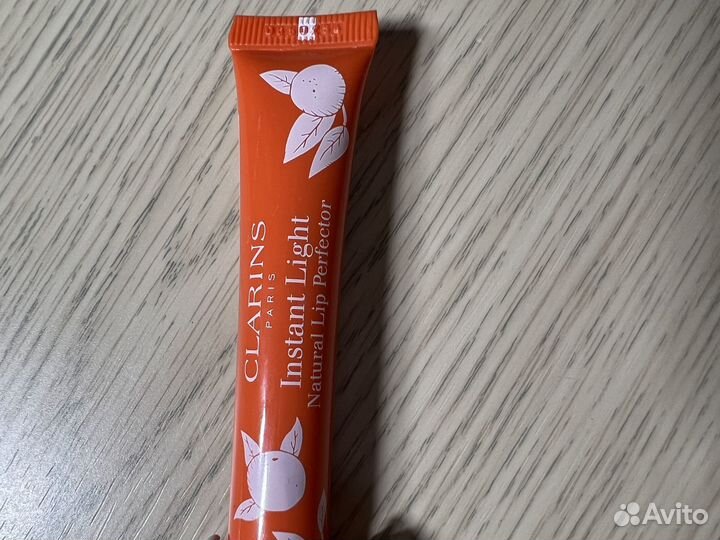 CLARINS
PARIS
Instant Light
Natural Lip Perfector
Avito